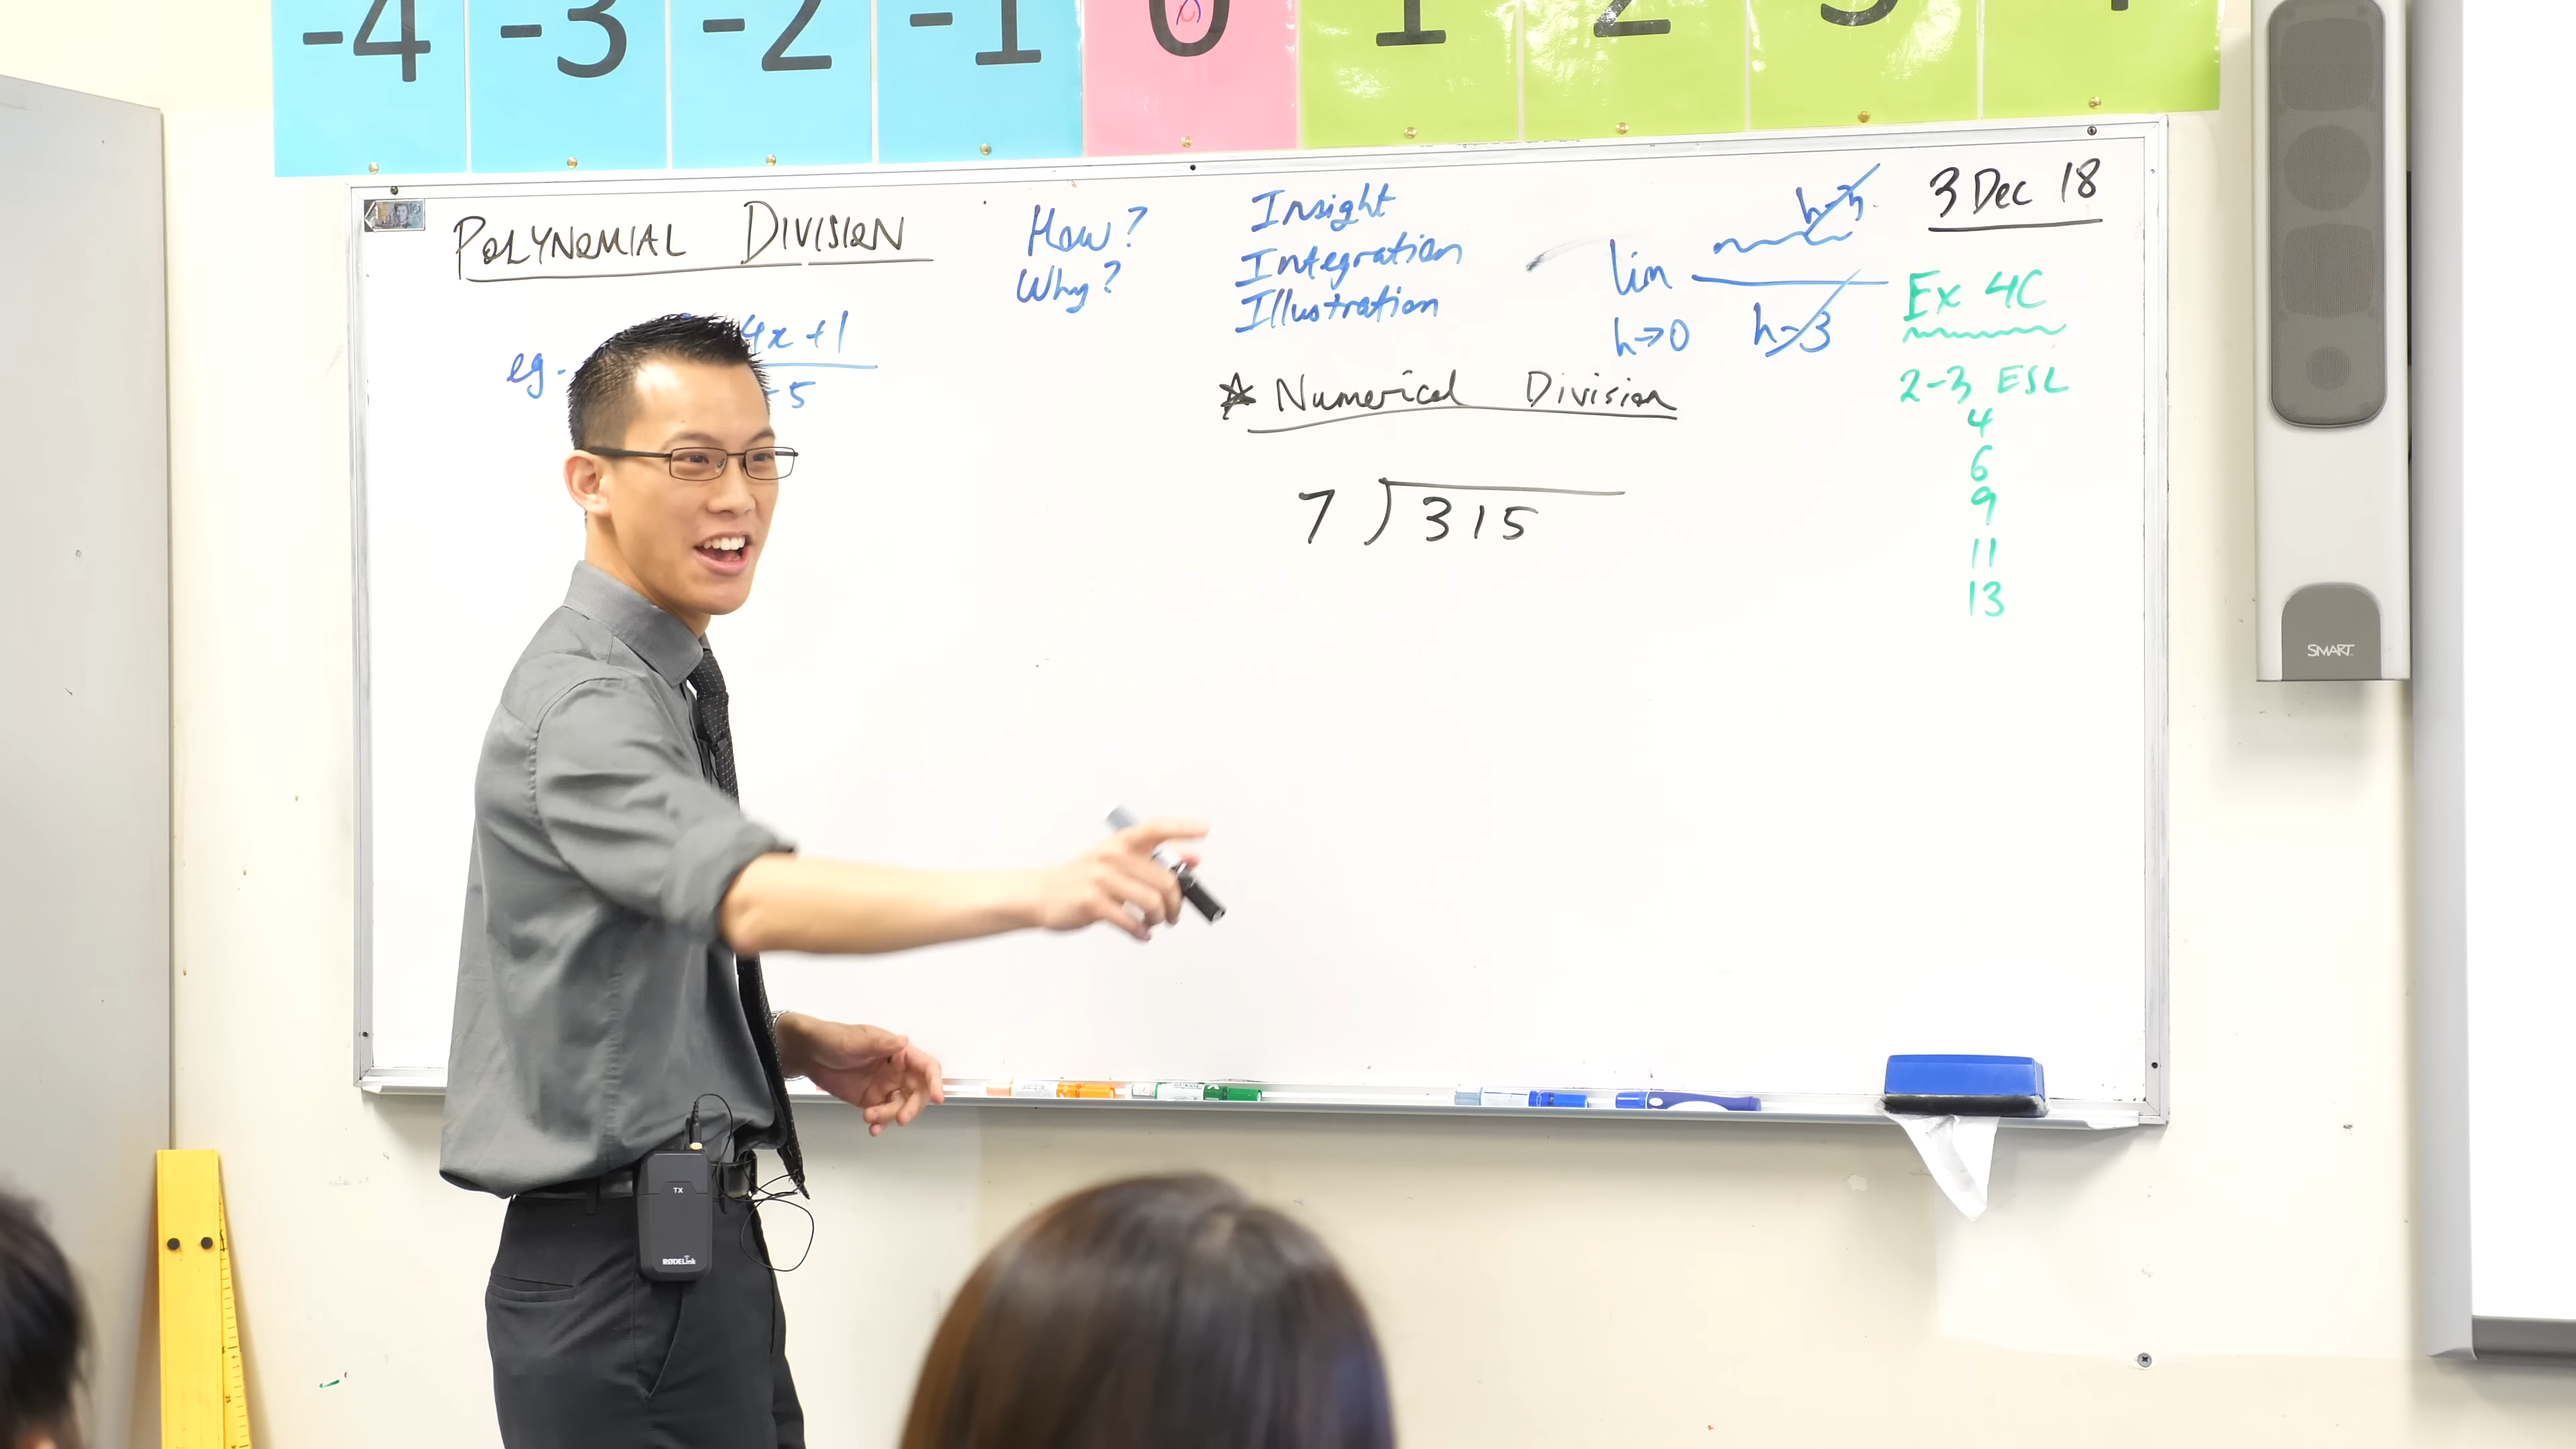 -4 -3 -2 -1 0 1 2 3
POLYNOMIAL DIVISION
How?
Why?
Insight
Integration
Illustration
lim
h→0
h-3
3 Dec 18
eg.
4x + 1
- 5
Numerical Division
7 ) 315
Ex 4C
2-3 ESL
4
6
9
11
13
SMART
TX
RØDELink